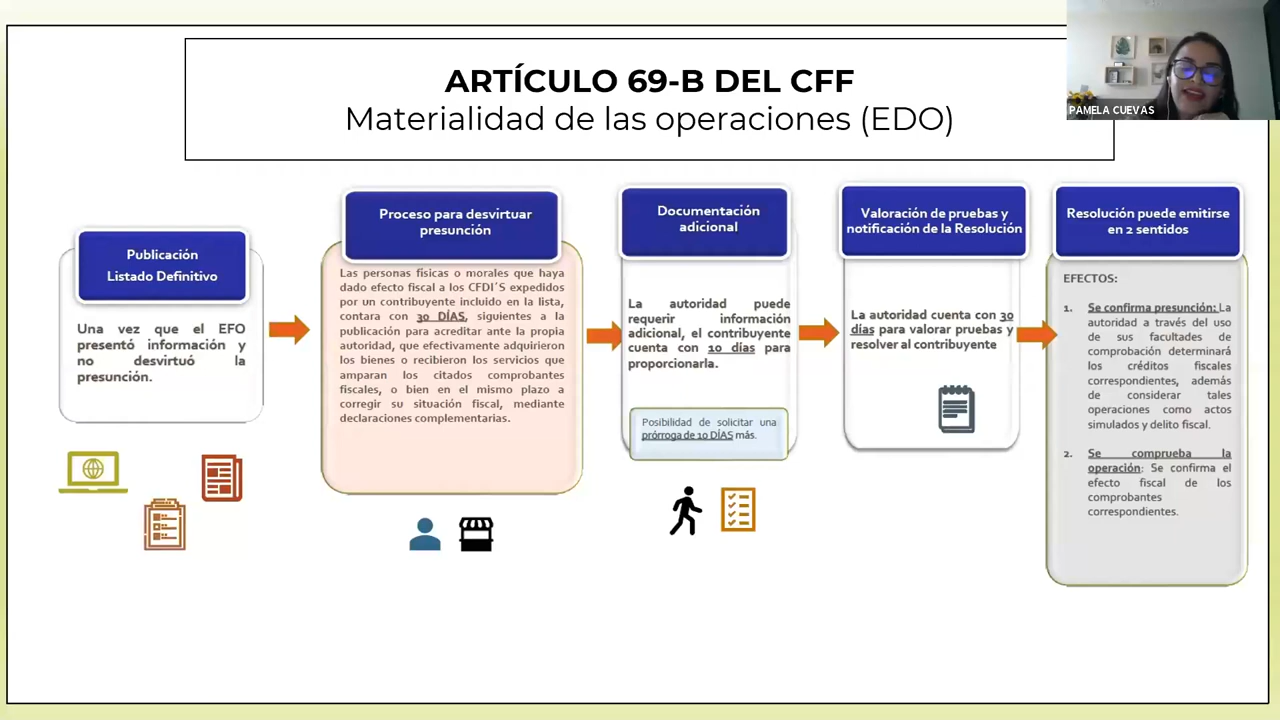 ARTÍCULO 69-B DEL CFF
Materialidad de las operaciones (EDO)
PAMELA CUEVAS
Publicación
Listado Definitivo
Una vez que el EFO
presentó información y
no desvirtuó la
presunción.
Proceso para desvirtuar
presunción
Las personas físicas o morales que haya
dado efecto fiscal a los CFDI´S expedidos
por un contribuyente incluido en la lista,
contara con 30 DÍAS, siguientes a la
publicación para acreditar ante la propia
autoridad, que efectivamente adquirieron
los bienes o recibieron los servicios que
amparan los citados comprobantes
fiscales, o bien en el mismo plazo a
corregir su situación fiscal, mediante
declaraciones complementarias.
Documentación
adicional
La autoridad puede
requerir información
adicional, el contribuyente
cuenta con 10 días para
proporcionarla.
Posibilidad de solicitar una
prórroga de 10 DÍAS más.
Valoración de pruebas y
notificación de la Resolución
La autoridad cuenta con 30
días para valorar pruebas y
resolver al contribuyente
Resolución puede emitirse
en 2 sentidos
EFECTOS:
1. Se confirma presunción: La
autoridad a través del uso
de sus facultades de
comprobación determinará
los créditos fiscales
correspondientes, además
de considerar tales
operaciones como actos
simulados y delito fiscal.
2. Se comprueba la
operación: Se confirma el
efecto fiscal de los
comprobantes
correspondientes.